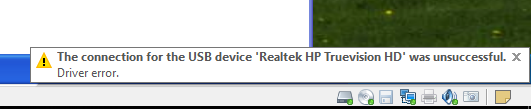 The connection for the USB device 'Realtek HP Truevision HD' was unsuccessful.
Driver error.